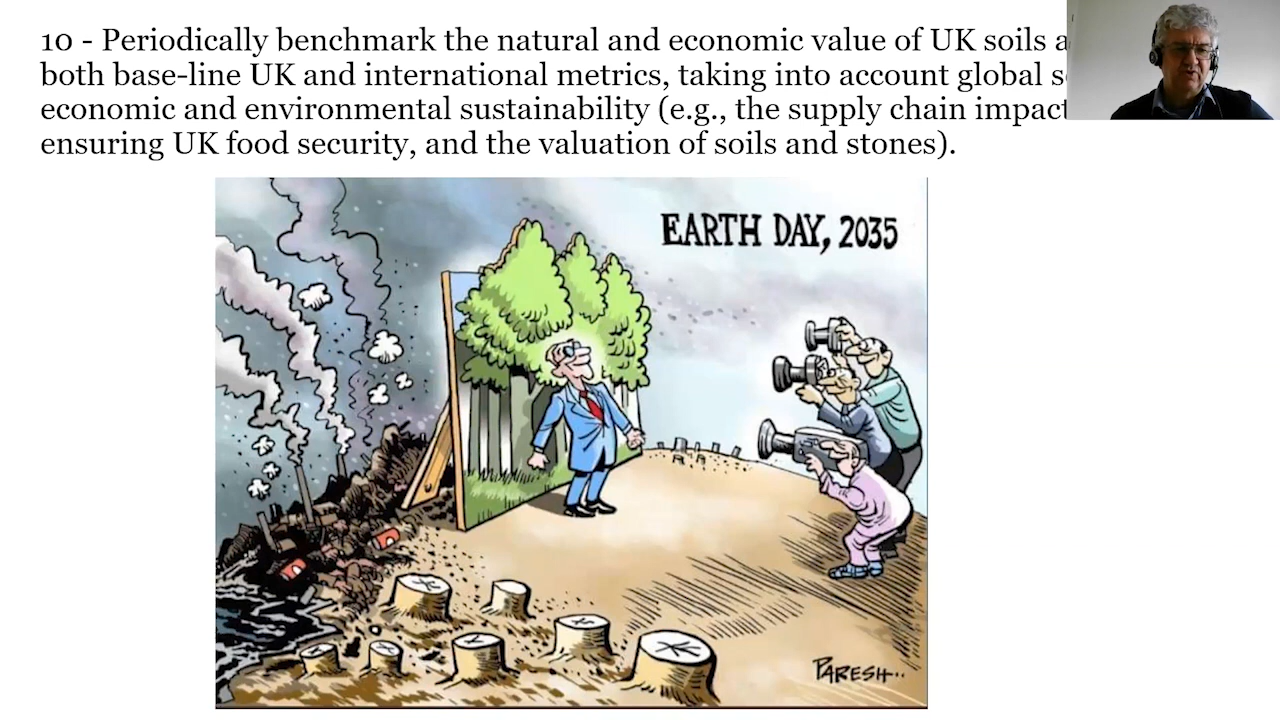 10 - Periodically benchmark the natural and economic value of UK soils
both base-line UK and international metrics, taking into account global
economic and environmental sustainability (e.g., the supply chain
ensuring UK food security, and the valuation of soils and stones).
EARTH DAY, 2035
PARESH..